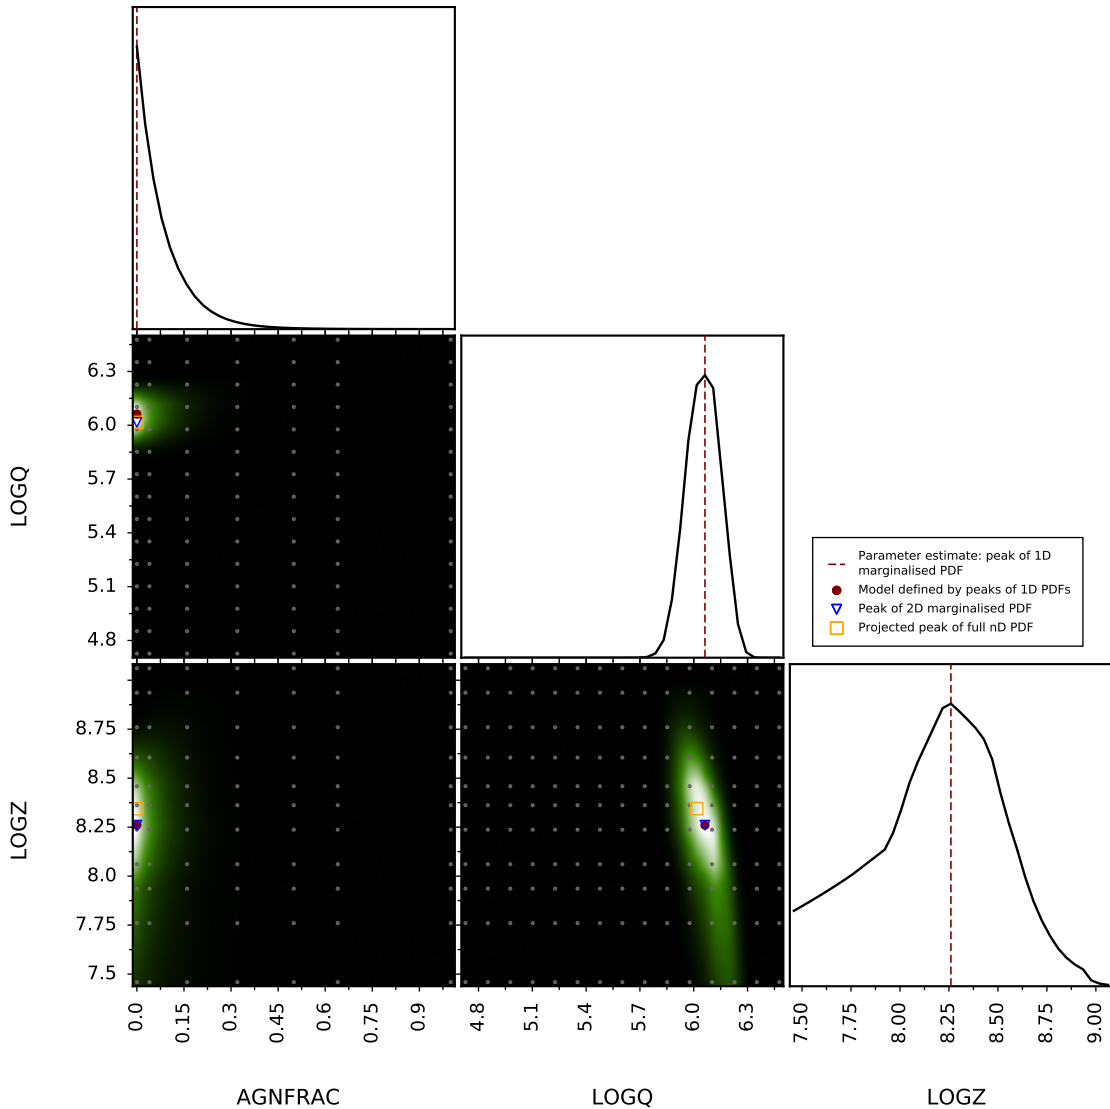 6.3
6.0
5.7
5.4
5.1
4.8
LOGQ
Parameter estimate: peak of 1D
marginalised PDF
Model defined by peaks of 1D PDFs
Peak of 2D marginalised PDF
Projected peak of full nD PDF
8.75
8.5
8.25
8.0
7.75
7.5
LOGZ
0.0 0.15 0.3 0.45 0.6 0.75 0.9
4.8 5.1 5.4 5.7 6.0 6.3
7.50 7.75 8.00 8.25 8.50 8.75 9.00
AGNFRAC LOGQ LOGZ